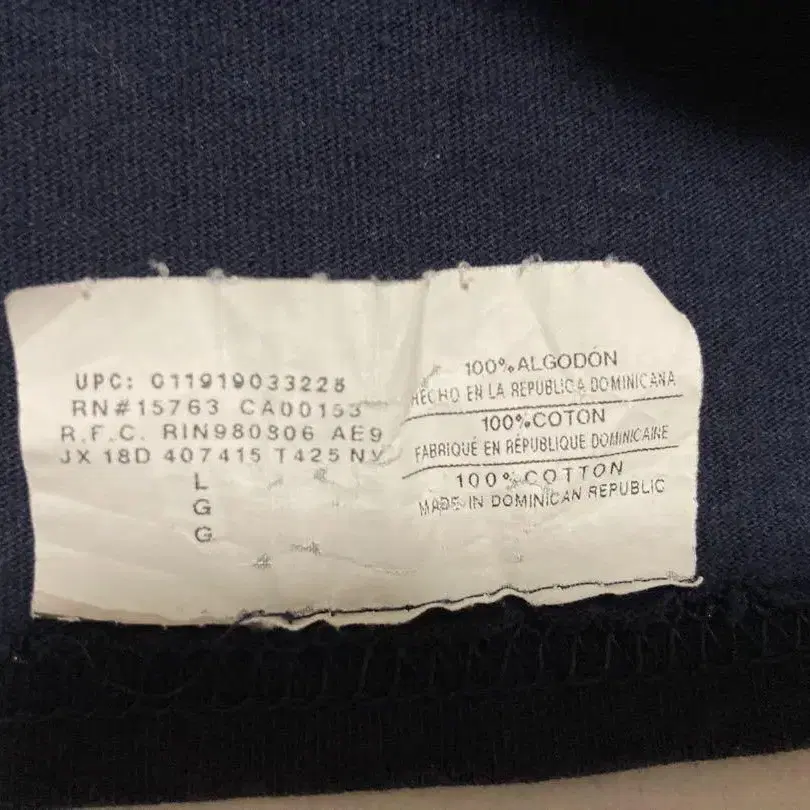 UPC: 011919033228
RN#15763 CA00153
R.F.C. RIN980306 AE9
JX 18D 407415 T425 NV
L
G
G
100% ALGODÓN
HECHO EN LA REPUBLICA DOMINICANA
100% COTON
FABRIQUÉ EN RÉPUBLIQUE DOMINICAINE
100% COTTON
MADE IN DOMINICAN REPUBLIC